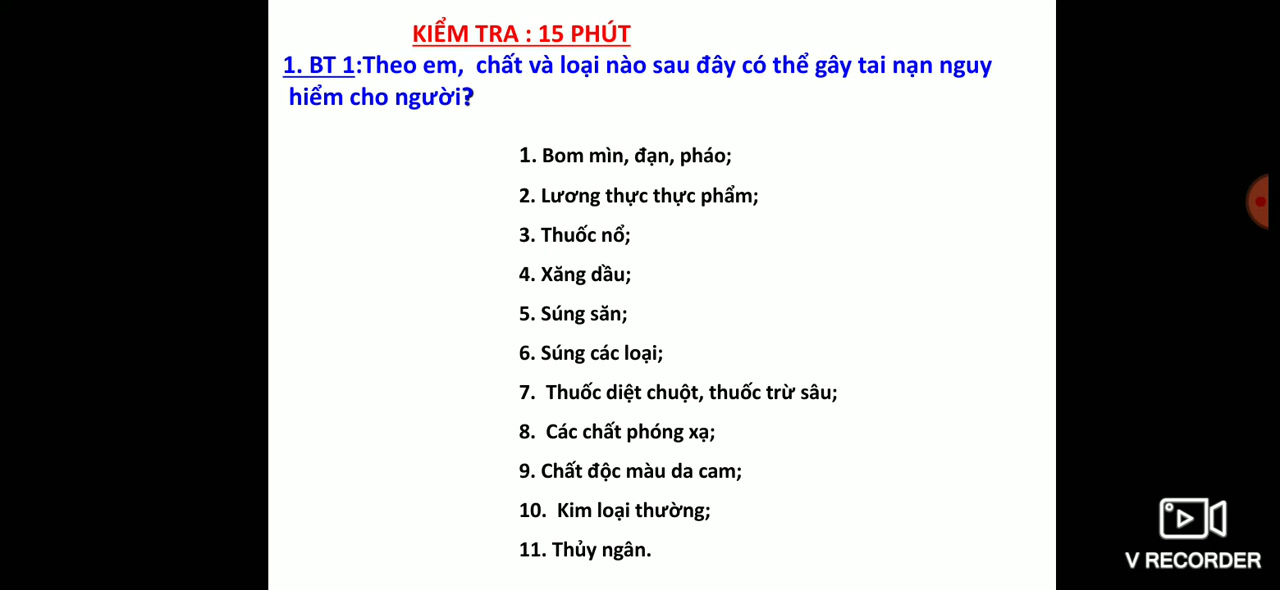 KIỂM TRA : 15 PHÚT
1. BT 1:Theo em, chất và loại nào sau đây có thể gây tai nạn nguy
hiểm cho người?
1. Bom mìn, đạn, pháo;
2. Lương thực thực phẩm;
3. Thuốc nổ;
4. Xăng dầu;
5. Súng săn;
6. Súng các loại;
7. Thuốc diệt chuột, thuốc trừ sâu;
8. Các chất phóng xạ;
9. Chất độc màu da cam;
10. Kim loại thường;
11. Thủy ngân.
V RECORDER